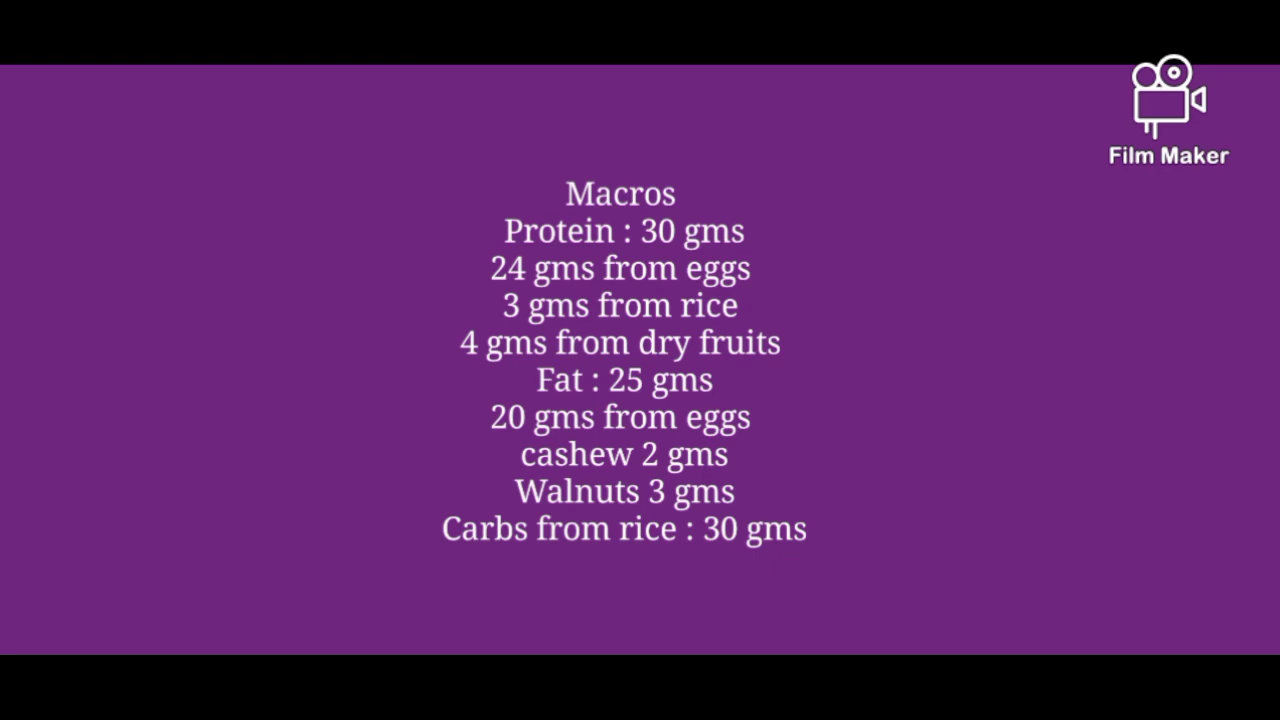 Film Maker
Macros
Protein : 30 gms
24 gms from eggs
3 gms from rice
4 gms from dry fruits
Fat : 25 gms
20 gms from eggs
cashew 2 gms
Walnuts 3 gms
Carbs from rice : 30 gms